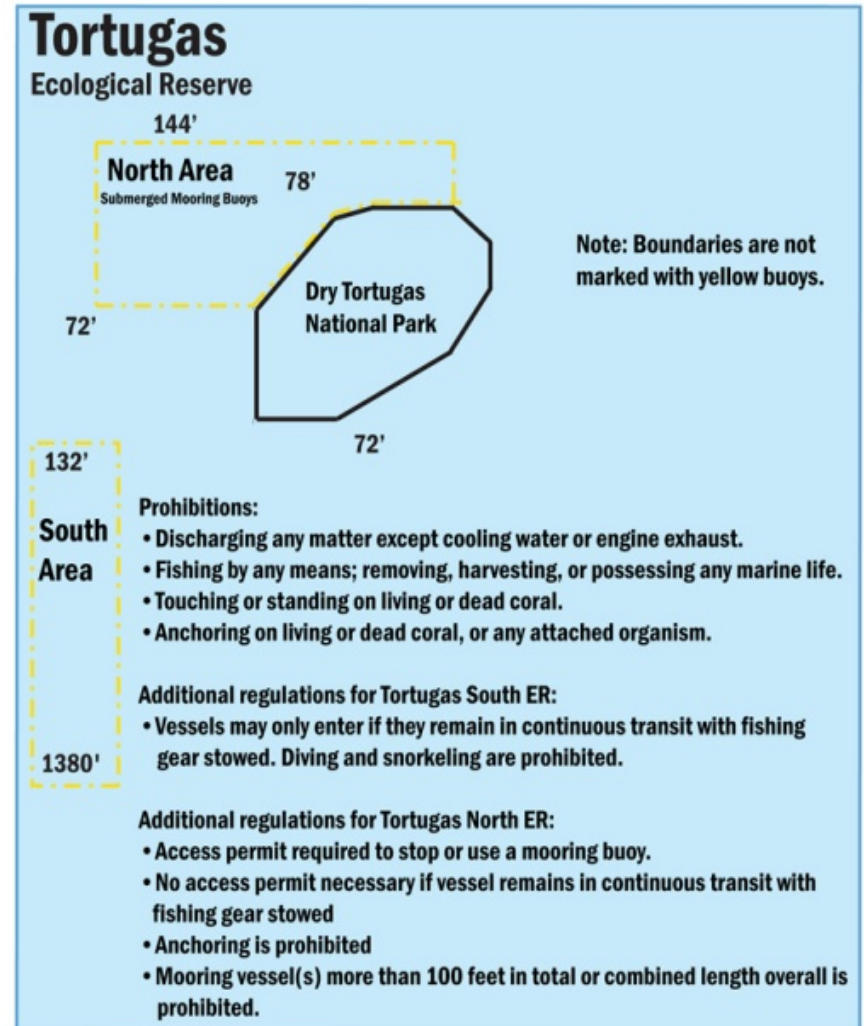 Tortugas
Ecological Reserve
144'
North Area
78'
Submerged Mooring Buoys
Note: Boundaries are not
marked with yellow buoys.
Dry Tortugas
National Park
72'
72'
132'
South
Area
1380'
Prohibitions:
• Discharging any matter except cooling water or engine exhaust.
• Fishing by any means; removing, harvesting, or possessing any marine life.
• Touching or standing on living or dead coral.
• Anchoring on living or dead coral, or any attached organism.
Additional regulations for Tortugas South ER:
• Vessels may only enter if they remain in continuous transit with fishing
gear stowed. Diving and snorkeling are prohibited.
Additional regulations for Tortugas North ER:
• Access permit required to stop or use a mooring buoy.
• No access permit necessary if vessel remains in continuous transit with
fishing gear stowed
• Anchoring is prohibited
• Mooring vessel(s) more than 100 feet in total or combined length overall is
prohibited.